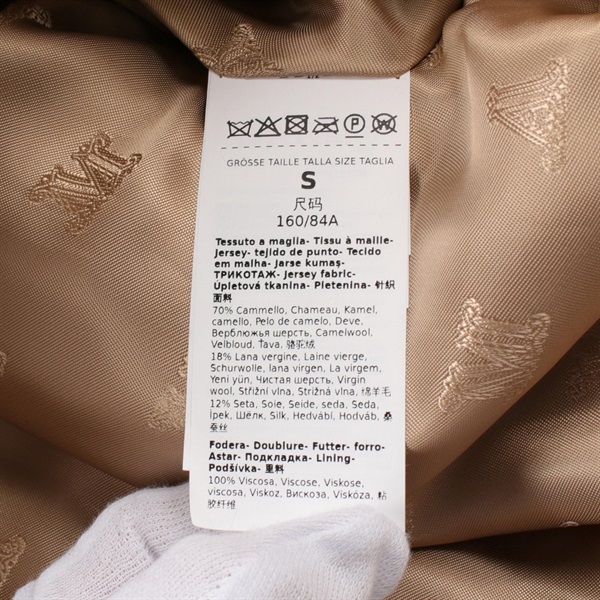 GRÖSSE TAILLE TALLA SIZE TAGLIA
S
尺码
160/84A
Tessuto a maglia- Tissu à maille-
Jersey- tejido de punto- Tecido
em malha- Jarse kumaş-
ТРИКОТАЖ- Jersey fabric-
Úpletová tkanina- Pletenina- 针织
面料
70% Cammello, Chameau, Kamel,
camello, Pelo de camelo, Deve,
Верблюжья шерсть, Camelwool,
Velbloud, Ťava, 骆驼绒
18% Lana vergine, Laine vierge,
Schurwolle, lana virgen, La virgem,
Yeni yün, Чистая шерсть, Virgin
wool, Střižní vlna, Strižná vlna, 绵羊毛
12% Seta, Soie, Seide, seda, Seda,
İpek, Шёлк, Silk, Hedvábí, Hodváb, 桑
蚕丝
Fodera- Doublure- Futter- forro-
Astar- Подкладка- Lining-
Podšívka- 里料
100% Viscosa, Viscose, Viskose,
viscosa, Viskoz, Вискоза, Viskóza, 粘
胶纤维